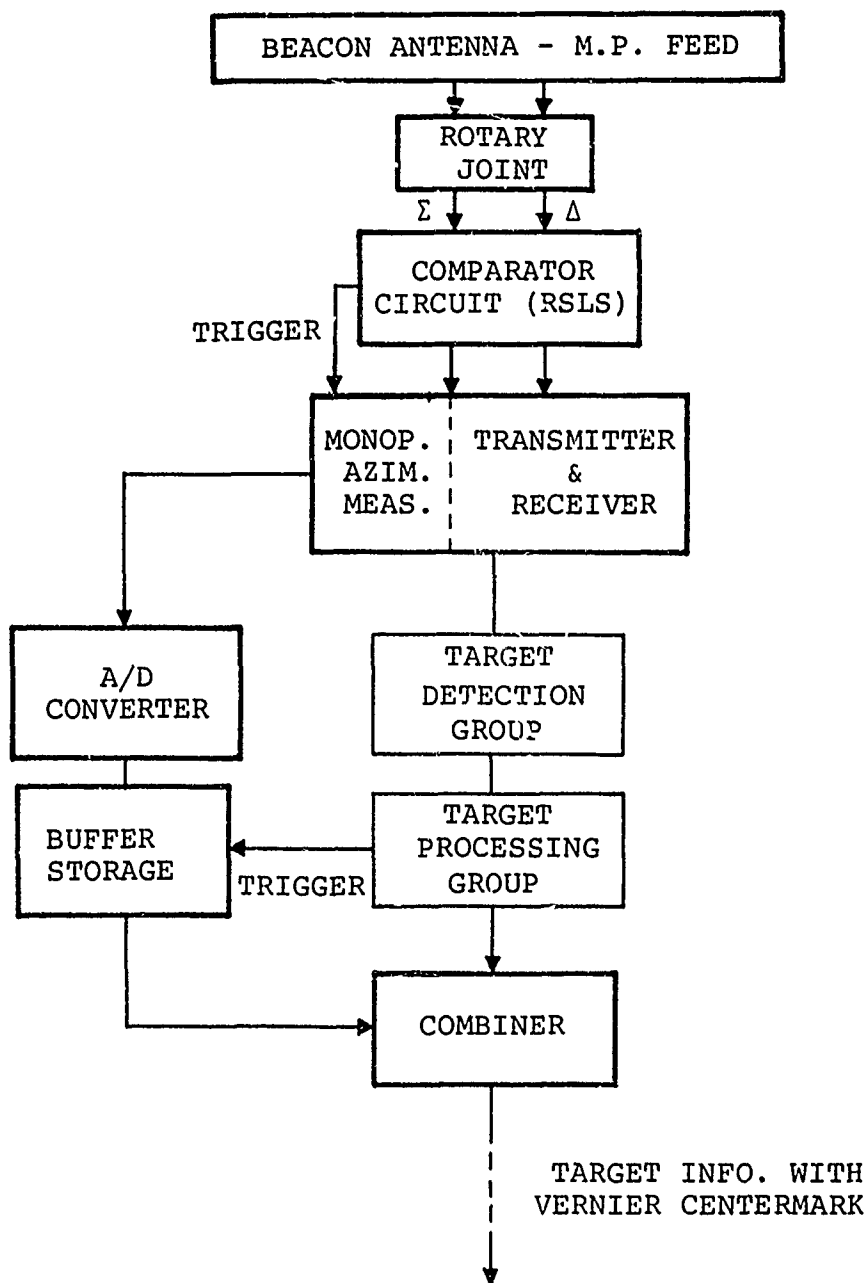 BEACON ANTENNA - M.P. FEED
ROTARY
JOINT
Σ Δ
COMPARATOR
CIRCUIT (RSLS)
TRIGGER
MONOP.
AZIM.
MEAS.
TRANSMITTER
&
RECEIVER
A/D
CONVERTER
TARGET
DETECTION
GROUP
BUFFER
STORAGE
TRIGGER
TARGET
PROCESSING
GROUP
COMBINER
TARGET INFO. WITH
VERNIER CENTERMARK